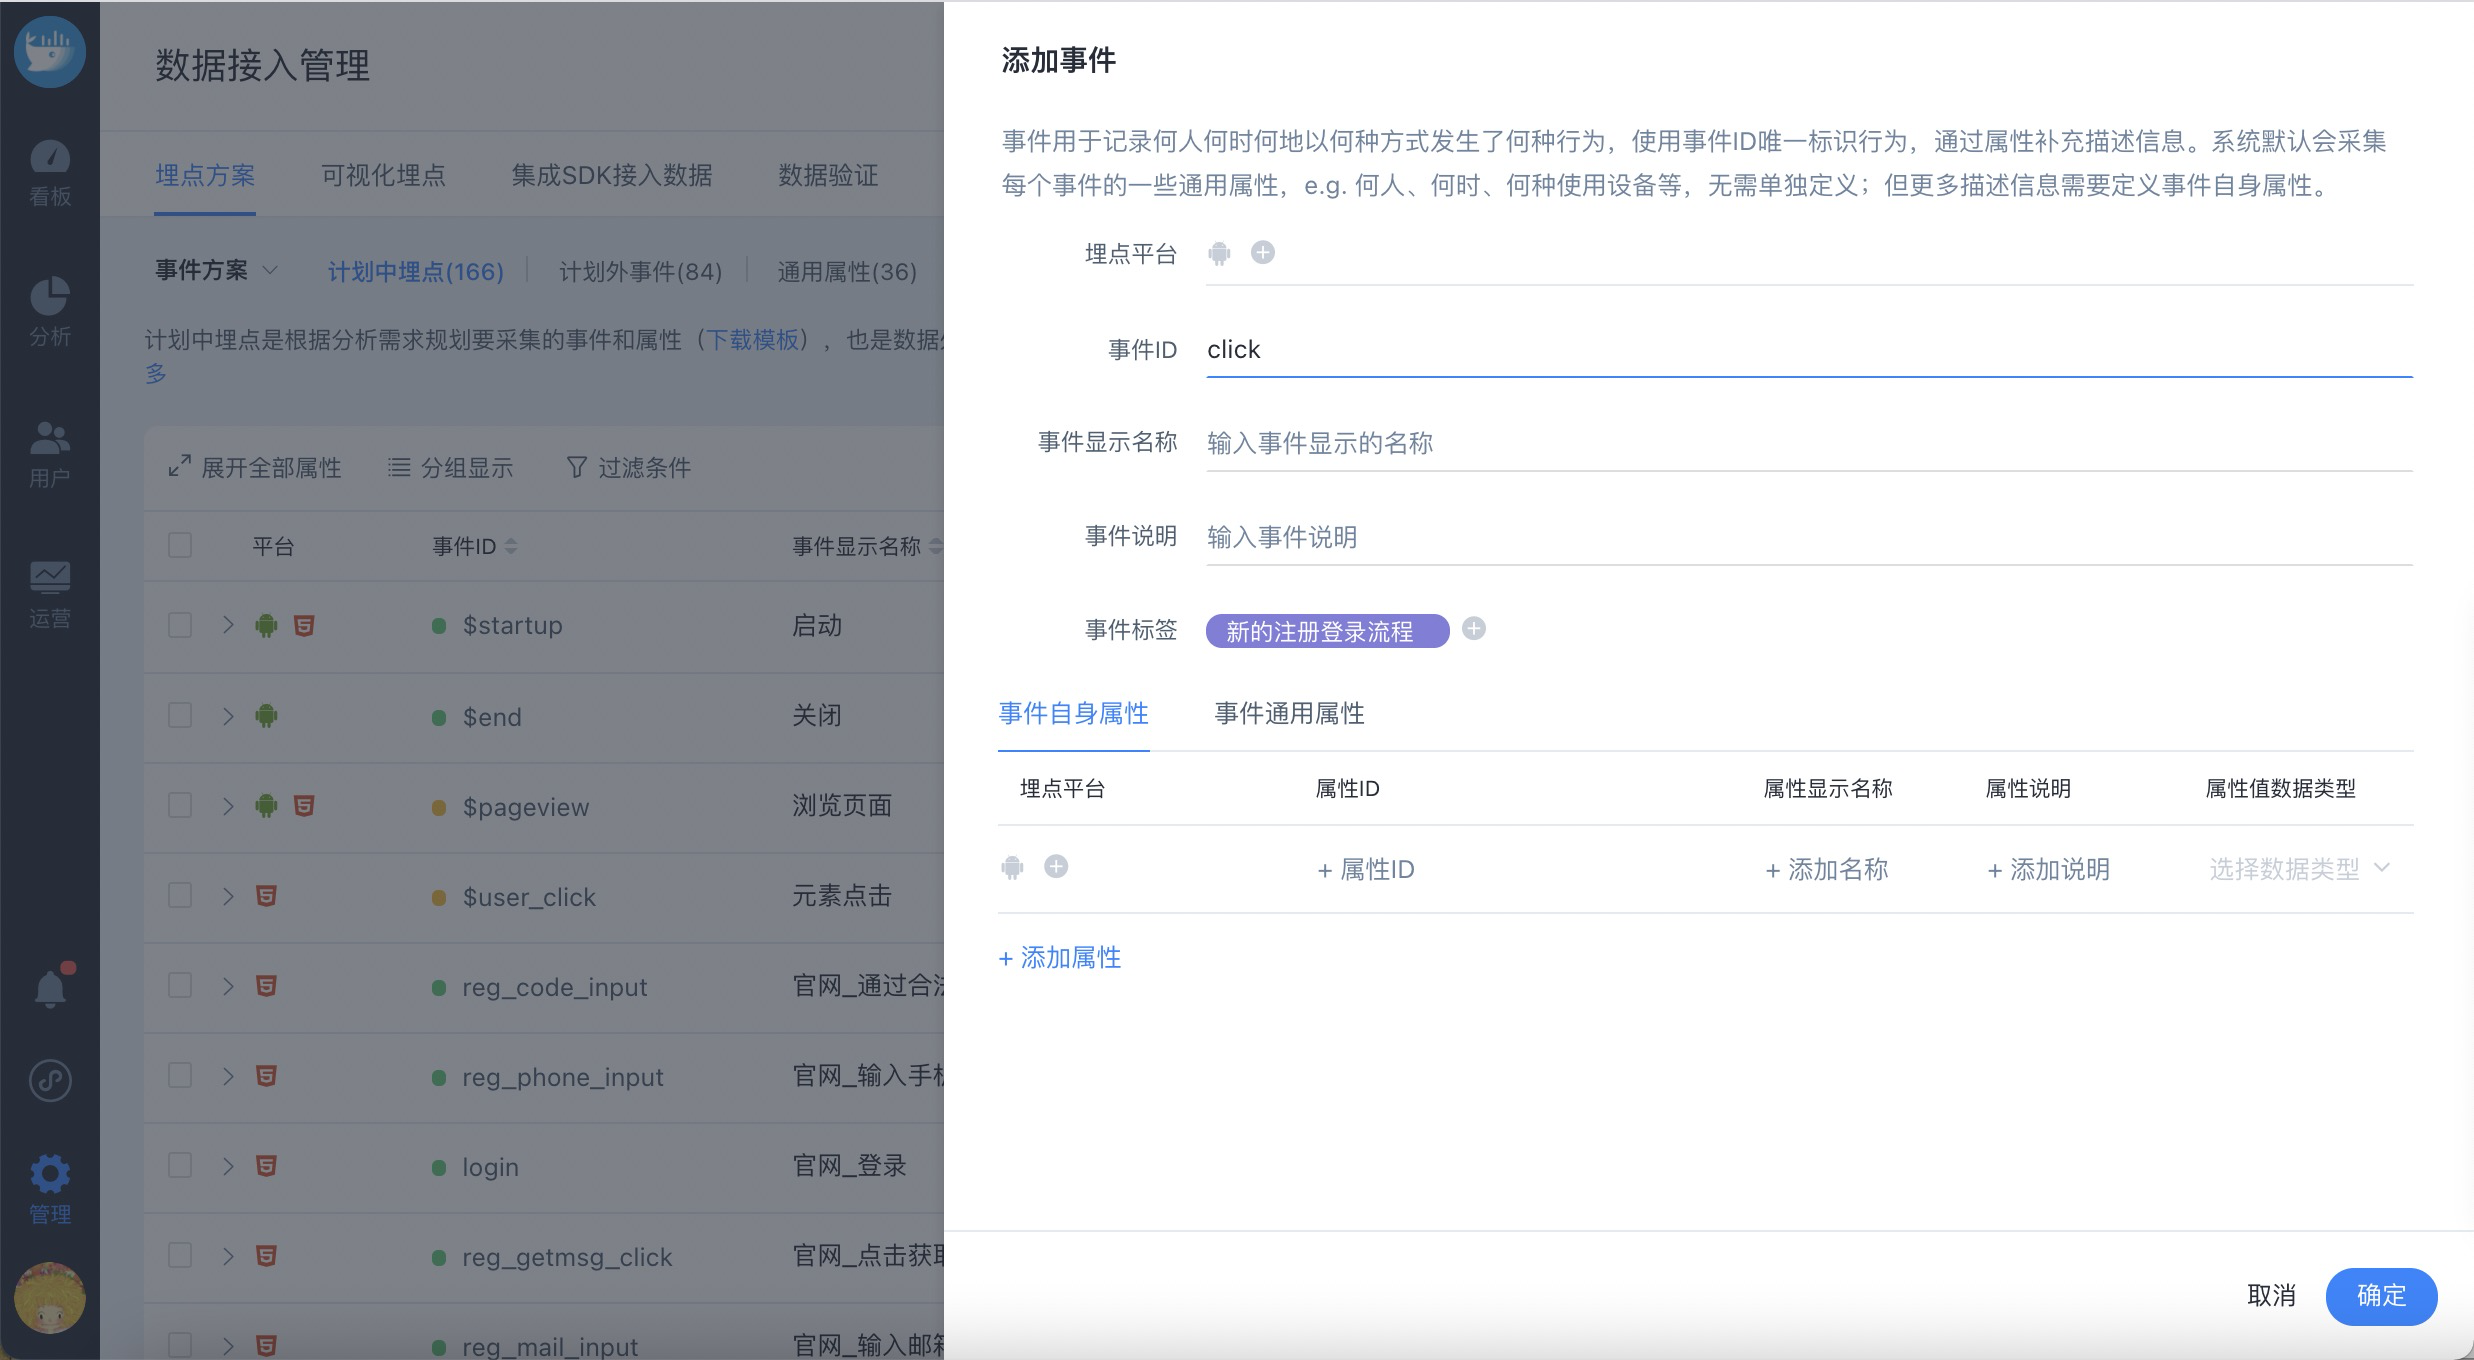 数据接入管理
埋点方案
可视化埋点
集成SDK接入数据
数据验证
事件方案
计划中埋点(166)
计划外事件(84)
通用属性(36)
计划中埋点是根据分析需求规划要采集的事件和属性（下载模板），也是数据
多
展开全部属性
分组显示
过滤条件
平台
事件ID
事件显示名称
$startup
启动
$end
关闭
$pageview
浏览页面
$user_click
元素点击
reg_code_input
官网_通过合法
reg_phone_input
官网_输入手机
login
官网_登录
reg_getmsg_click
官网_点击获取
reg_mail_input
官网_输入邮箱
看板
分析
用户
运营
管理
添加事件
事件用于记录何人何时何地以何种方式发生了何种行为，使用事件ID唯一标识行为，通过属性补充描述信息。系统默认会采集
每个事件的一些通用属性，e.g. 何人、何时、何种使用设备等，无需单独定义；但更多描述信息需要定义事件自身属性。
埋点平台
事件ID
click
事件显示名称
输入事件显示的名称
事件说明
输入事件说明
事件标签
新的注册登录流程
事件自身属性
事件通用属性
埋点平台
属性ID
属性显示名称
属性说明
属性值数据类型
+ 属性ID
+ 添加名称
+ 添加说明
选择数据类型
+ 添加属性
取消
确定